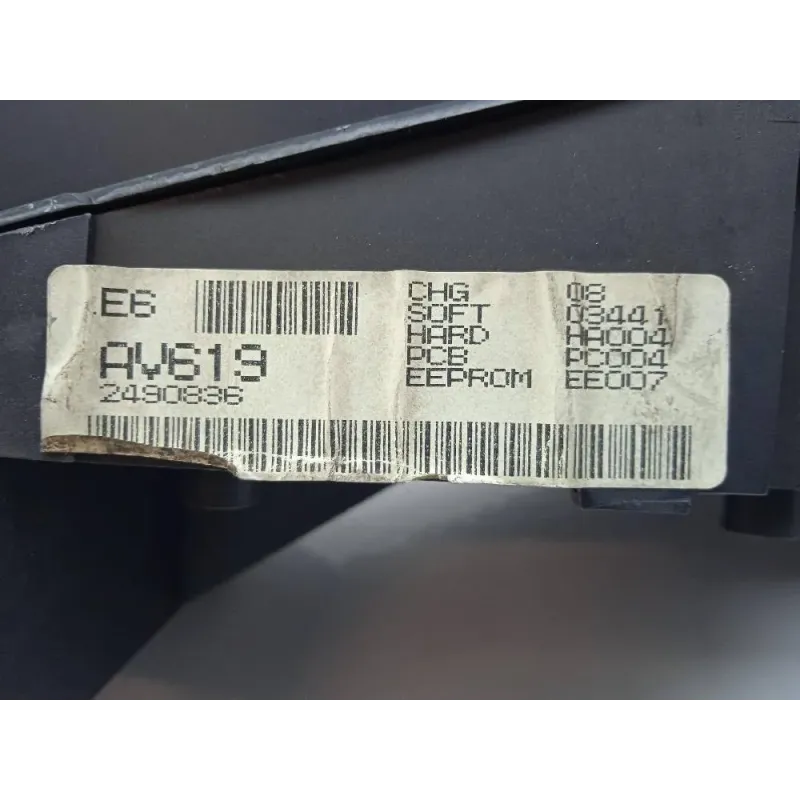 E6
AV619
2490836
CHG 08
SOFT 03441
HARD HA004
PCB PC004
EEPROM EE007